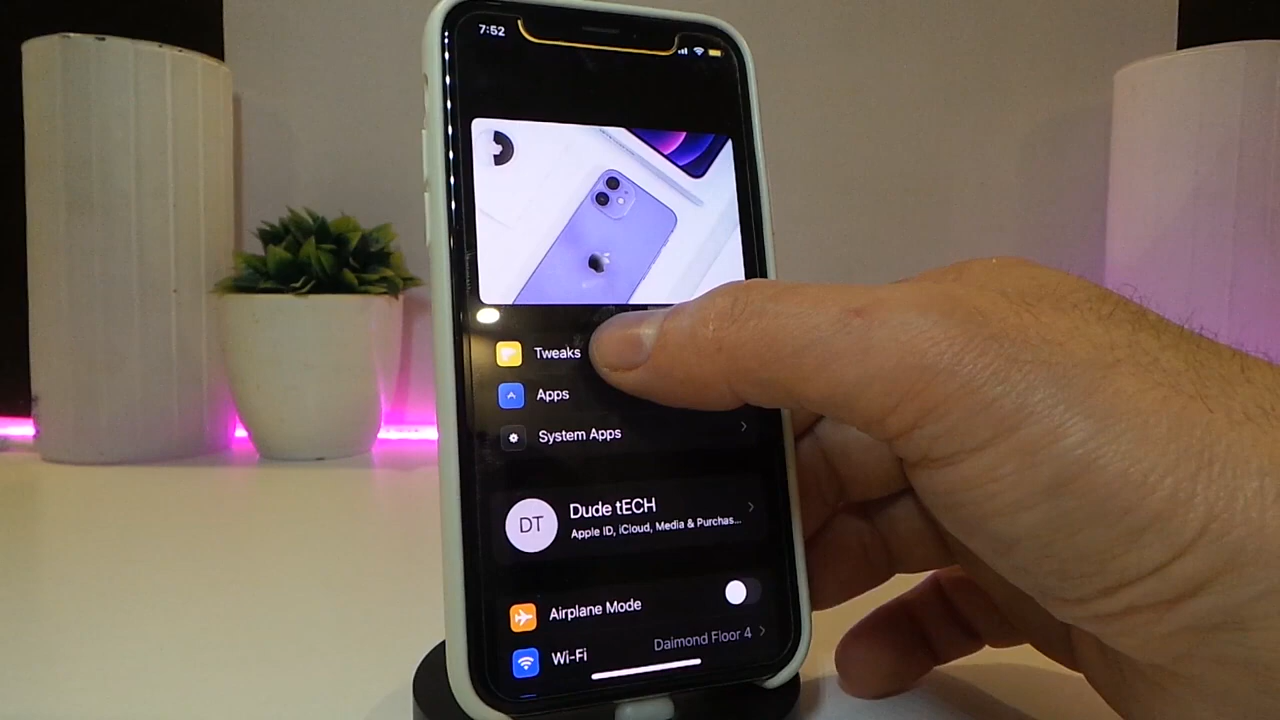 7:52
Tweaks
Apps
System Apps
DT
Dude tECH
Apple ID, iCloud, Media & Purchas...
Airplane Mode
Wi-Fi
Daimond Floor 4